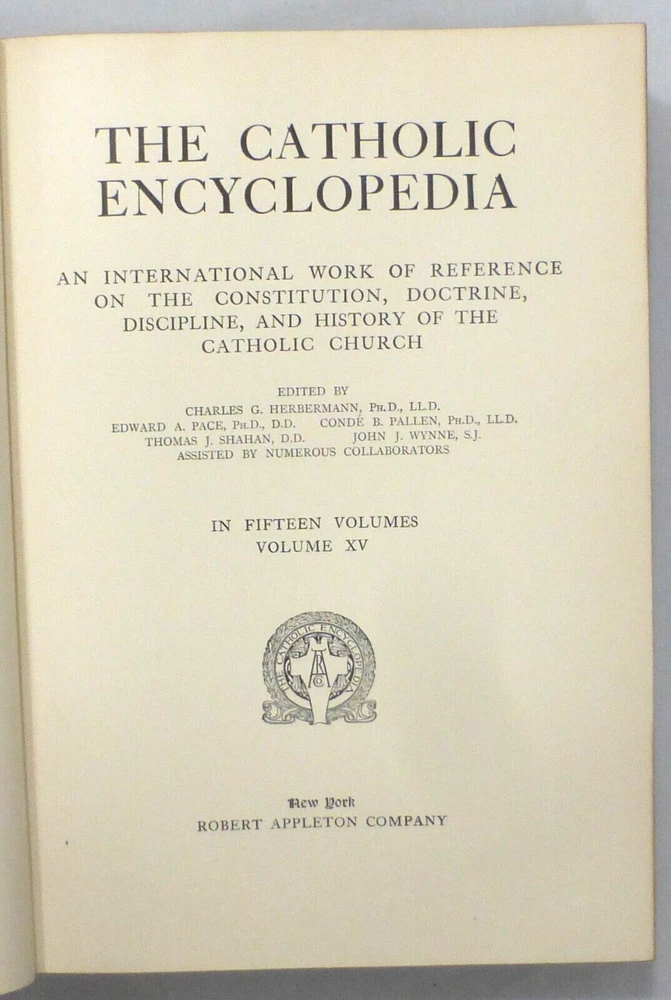 THE CATHOLIC
ENCYCLOPEDIA
AN INTERNATIONAL WORK OF REFERENCE
ON THE CONSTITUTION, DOCTRINE,
DISCIPLINE, AND HISTORY OF THE
CATHOLIC CHURCH
EDITED BY
CHARLES G. HERBERMANN, Ph.D., LL.D.
EDWARD A. PACE, Ph.D., D.D. CONDÉ B. PALLEN, Ph.D., LL.D.
THOMAS J. SHAHAN, D.D. JOHN J. WYNNE, S.J.
ASSISTED BY NUMEROUS COLLABORATORS
IN FIFTEEN VOLUMES
VOLUME XV
THE CATHOLIC ENCYCLOPEDIA
New York
ROBERT APPLETON COMPANY